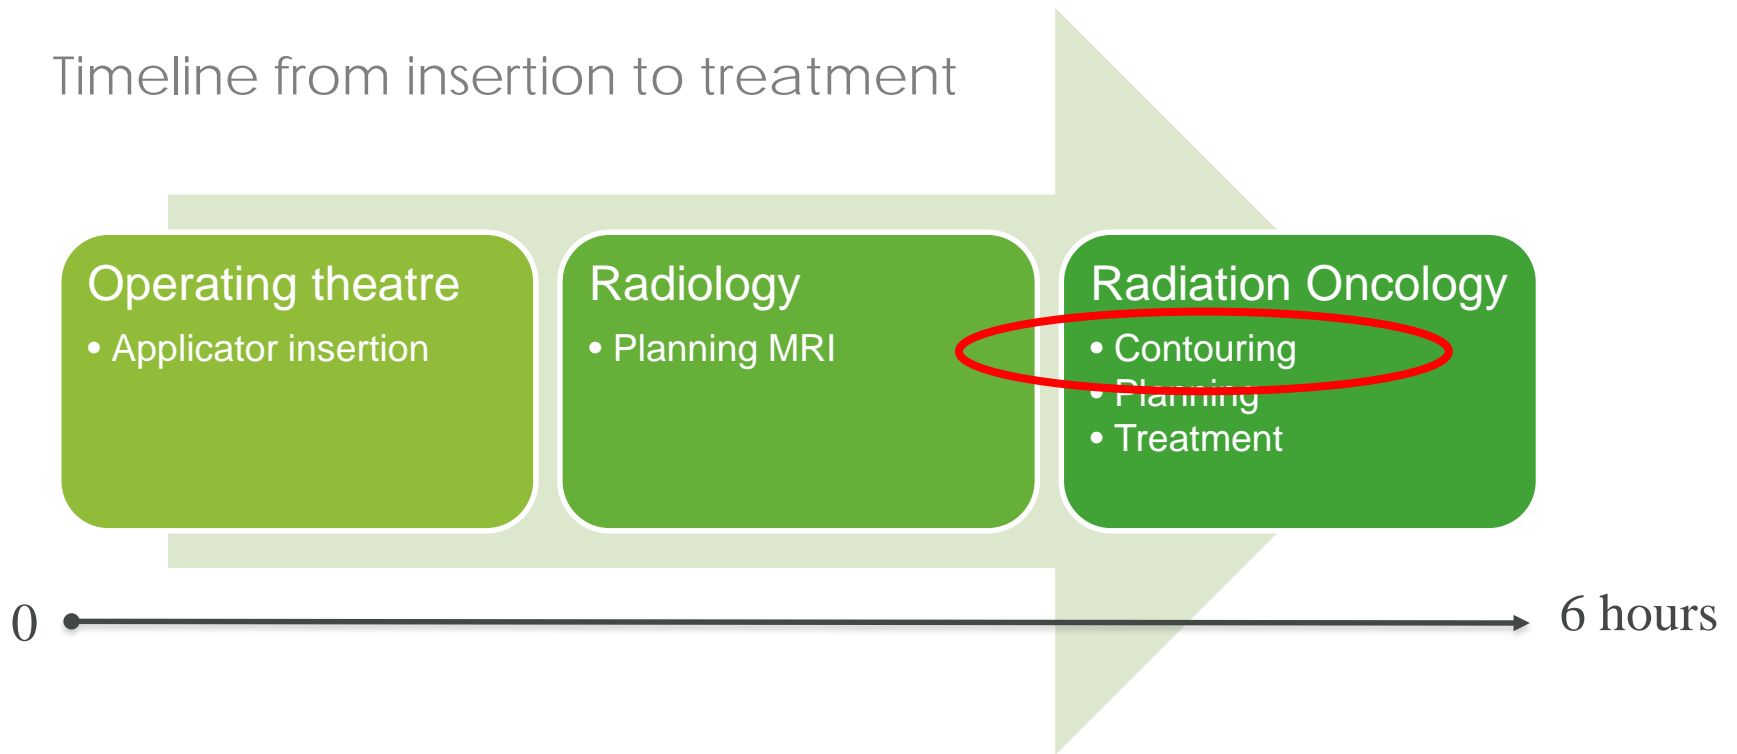 Timeline from insertion to treatment
Operating theatre
• Applicator insertion
Radiology
• Planning MRI
Radiation Oncology
• Contouring
• Planning
• Treatment
0
6 hours